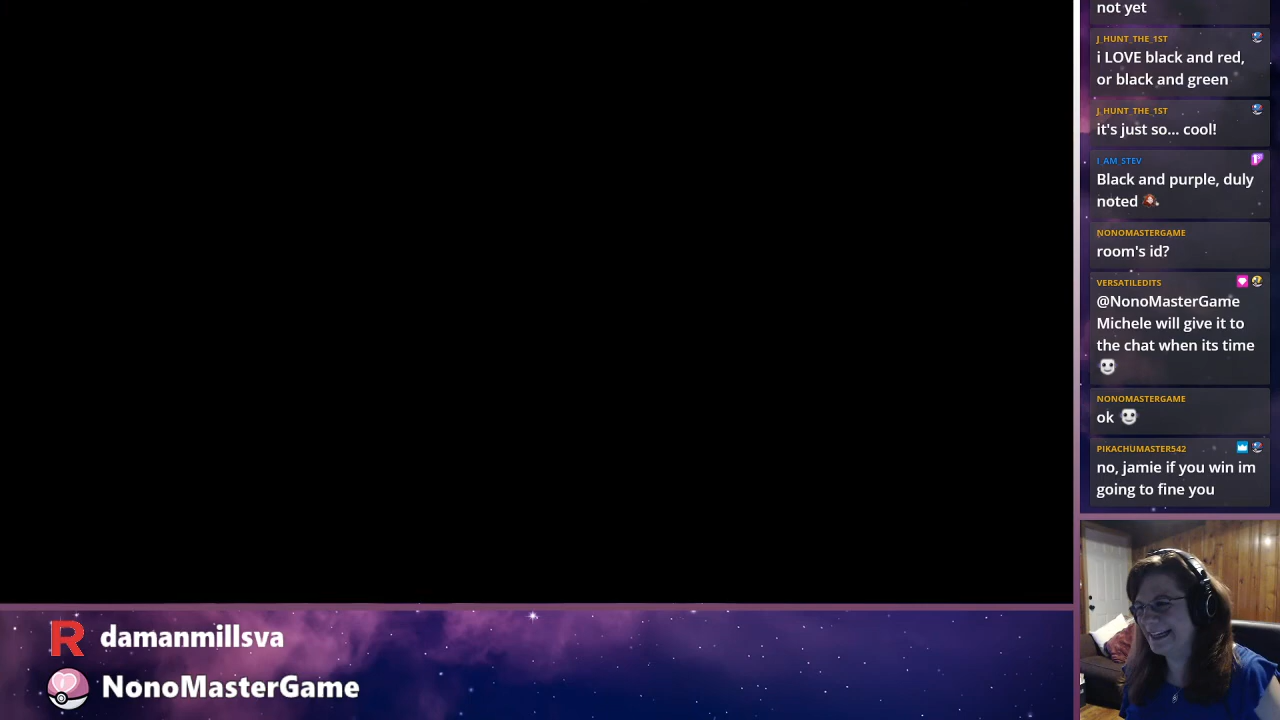 not yet
J_HUNT_THE_1ST
i LOVE black and red,
or black and green
J_HUNT_THE_1ST
it's just so... cool!
I_AM_STEV
Black and purple, duly
noted
NONOMASTERGAME
room's id?
VERSATILEDITS
@NonoMasterGame
Michele will give it to
the chat when its time
NONOMASTERGAME
ok
PIKACHUMASTER542
no, jamie if you win im
going to fine you
R damanmillsva
NonoMasterGame